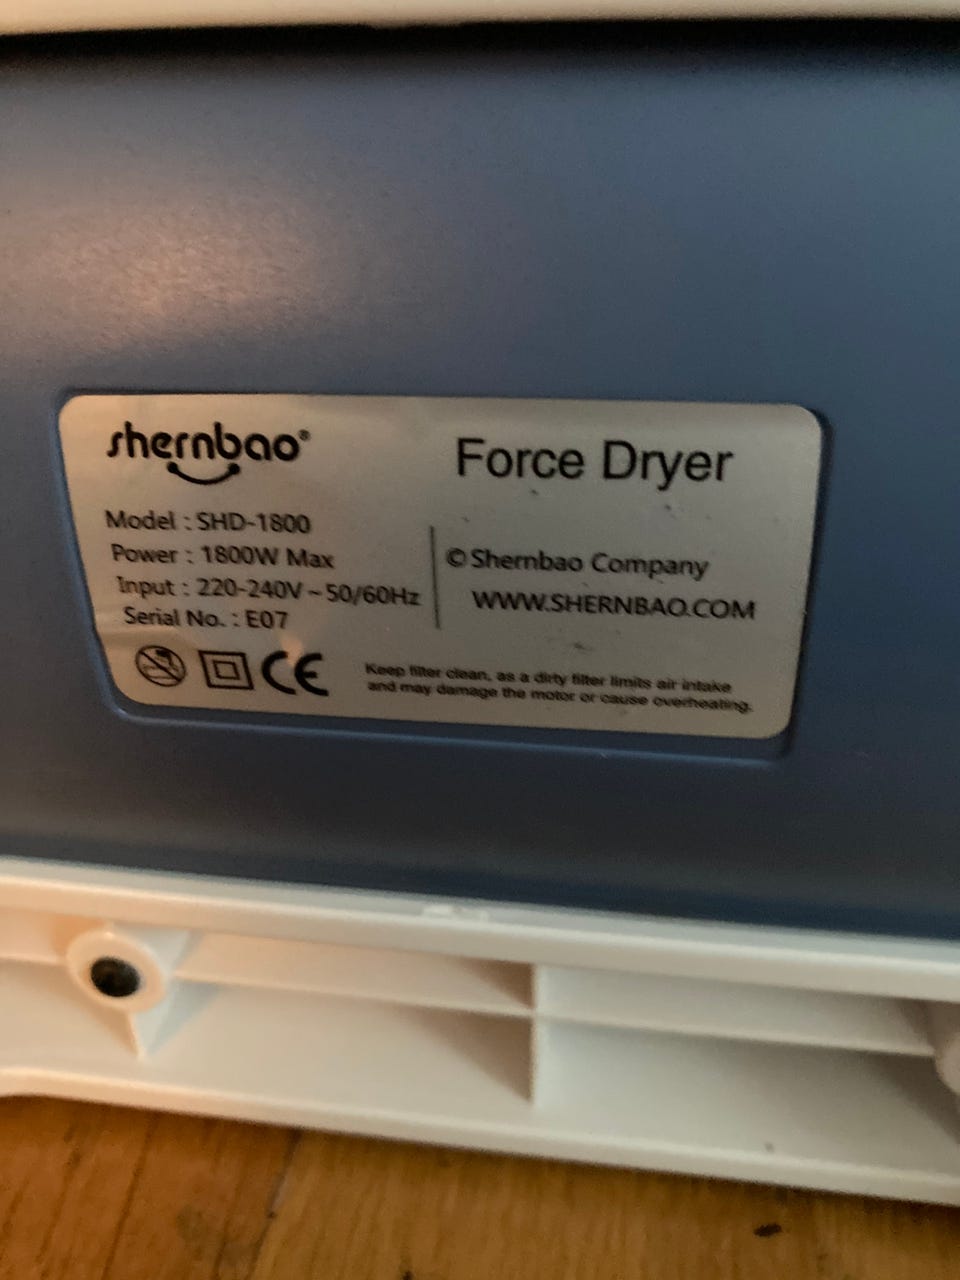 shernbao®
Force Dryer
Model : SHD-1800
Power : 1800W Max
Input : 220-240V ~ 50/60Hz
Serial No. : E07
© Shernbao Company
WWW.SHERNBAO.COM
CE
Keep filter clean, as a dirty filter limits air intake
and may damage the motor or cause overheating.